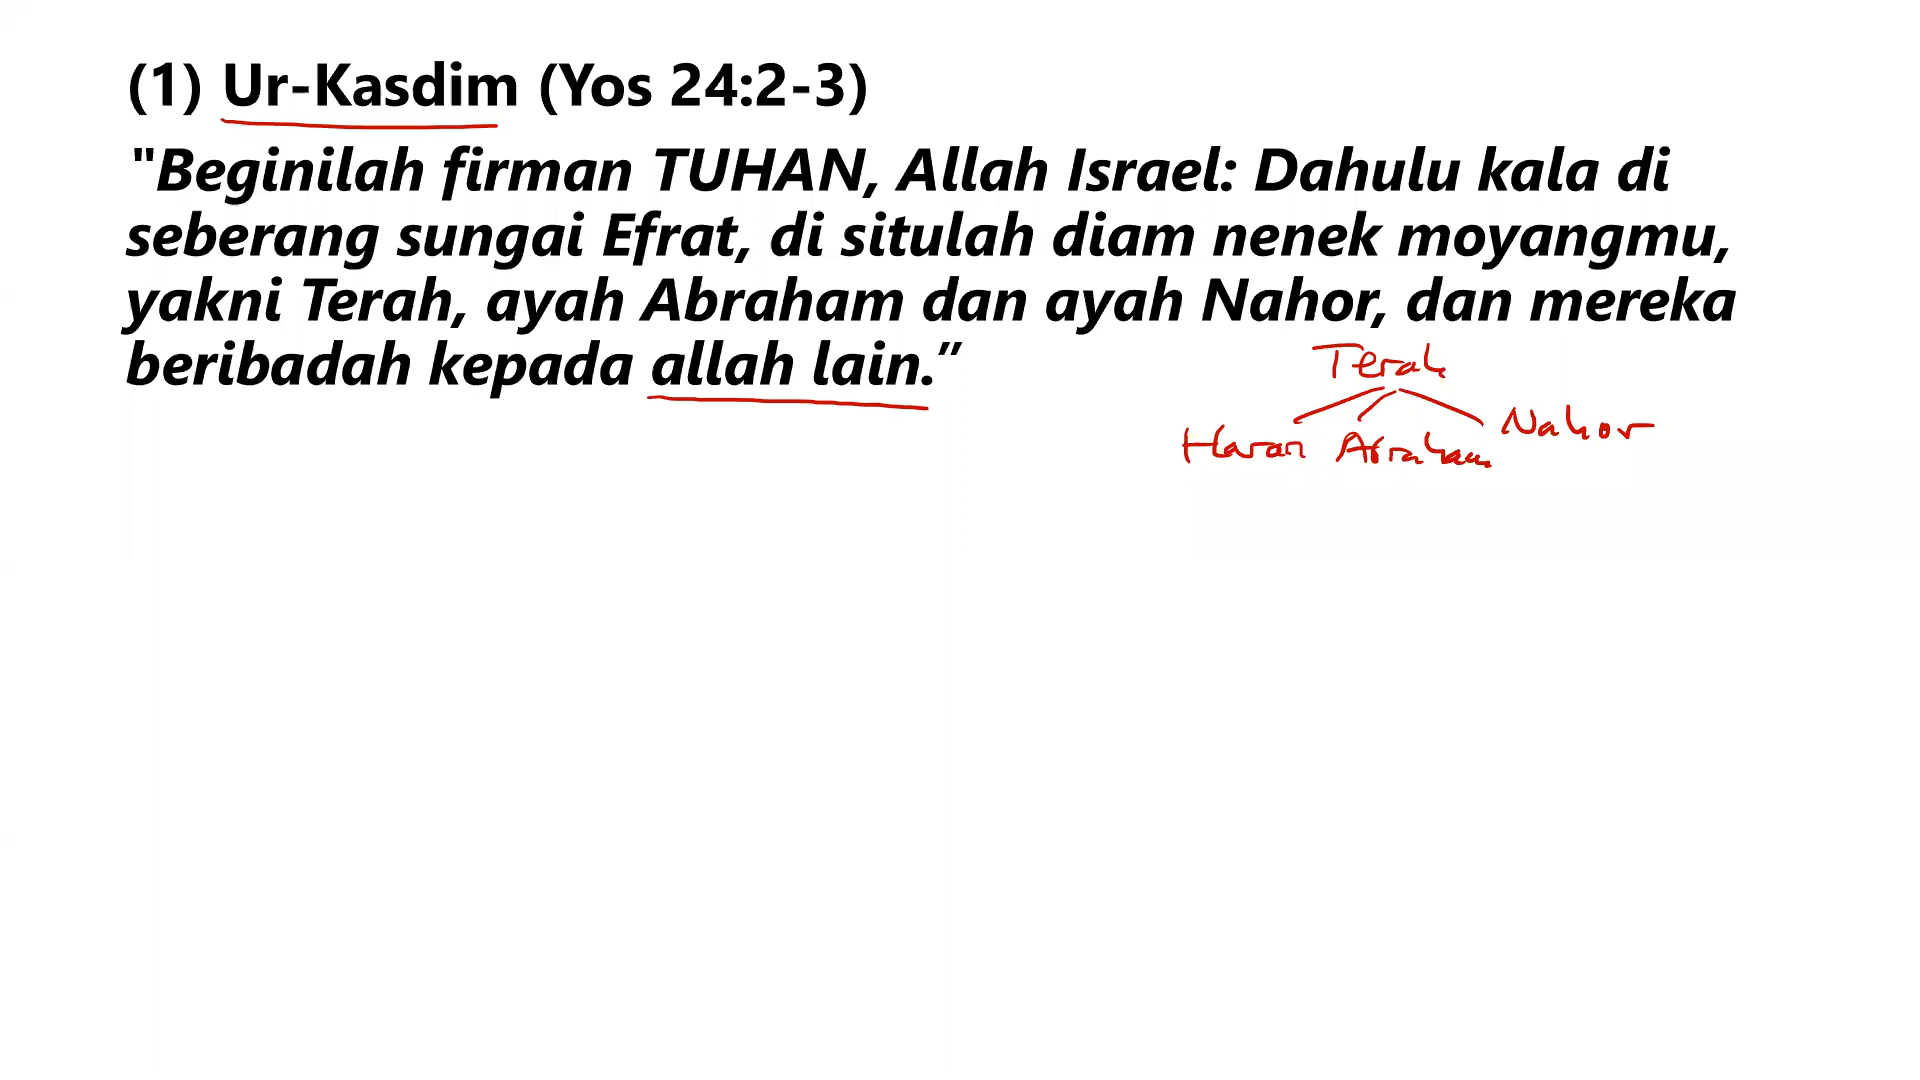 (1) Ur-Kasdim (Yos 24:2-3)
"Beginilah firman TUHAN, Allah Israel: Dahulu kala di
seberang sungai Efrat, di situlah diam nenek moyangmu,
yakni Terah, ayah Abraham dan ayah Nahor, dan mereka
beribadah kepada allah lain.”
Terah
Haran Abraham Nahor